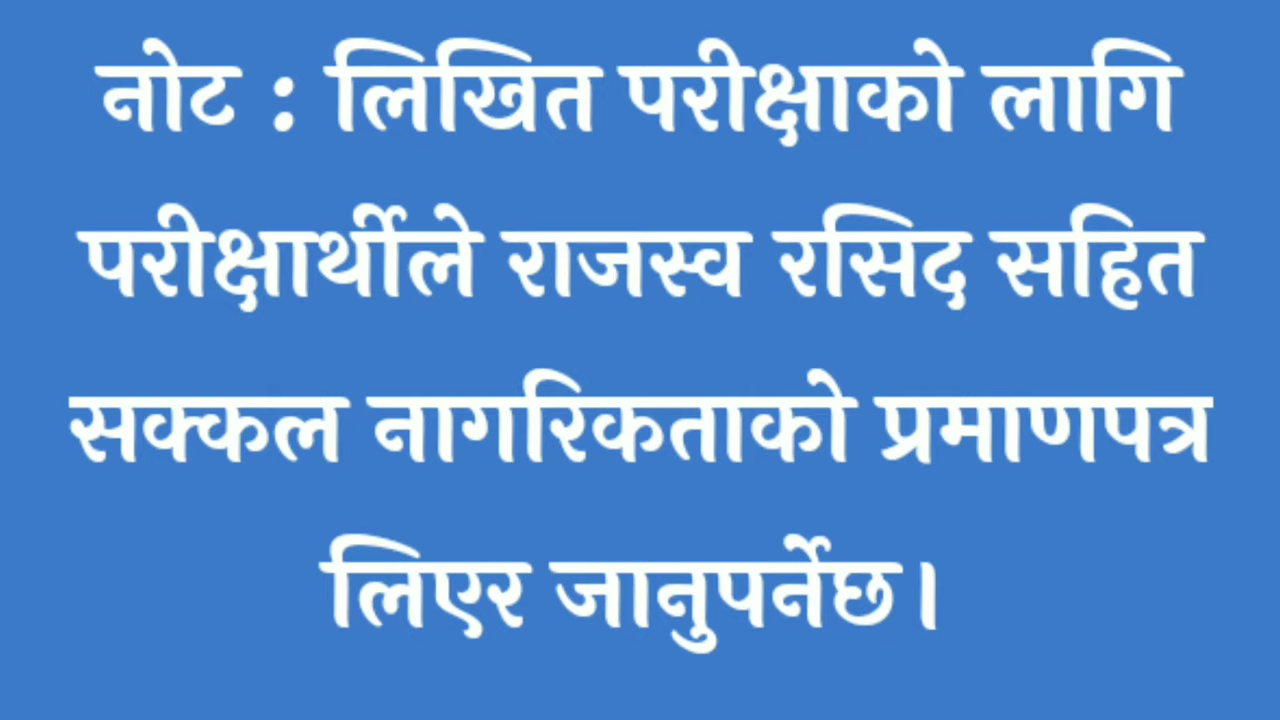 नोट : लिखित परीक्षाको लागि
परीक्षार्थीले राजस्व रसिद सहित
सक्कल नागरिकताको प्रमाणपत्र
लिएर जानुपर्नेछ।